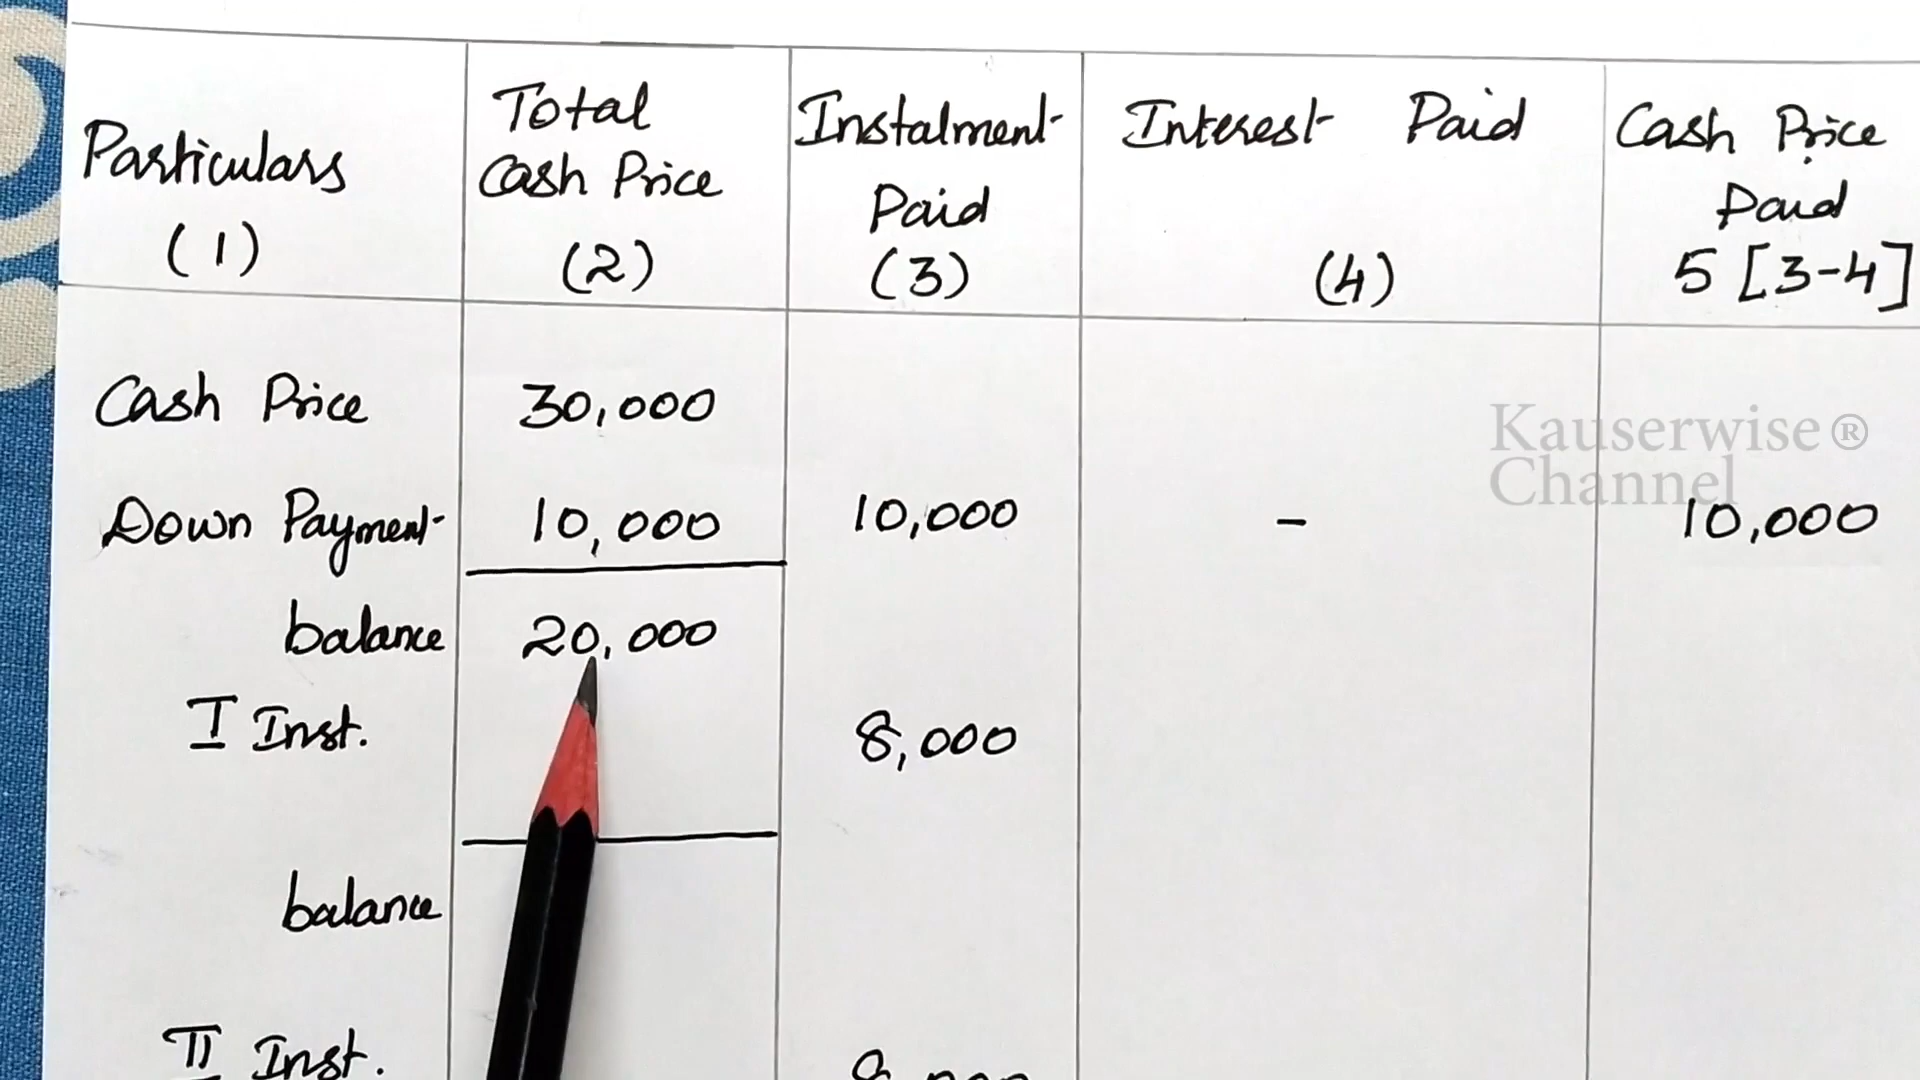 Particulars
(1)
Total
Cash Price
(2)
Instalment
Paid
(3)
Interest Paid
(4)
Cash Price
Paid
5 [3-4]
Cash Price 30,000
Down Payment 10,000 10,000 - 10,000
balance 20,000
I Inst. 8,000
balance
II Inst.
Kauserwise®
Channel